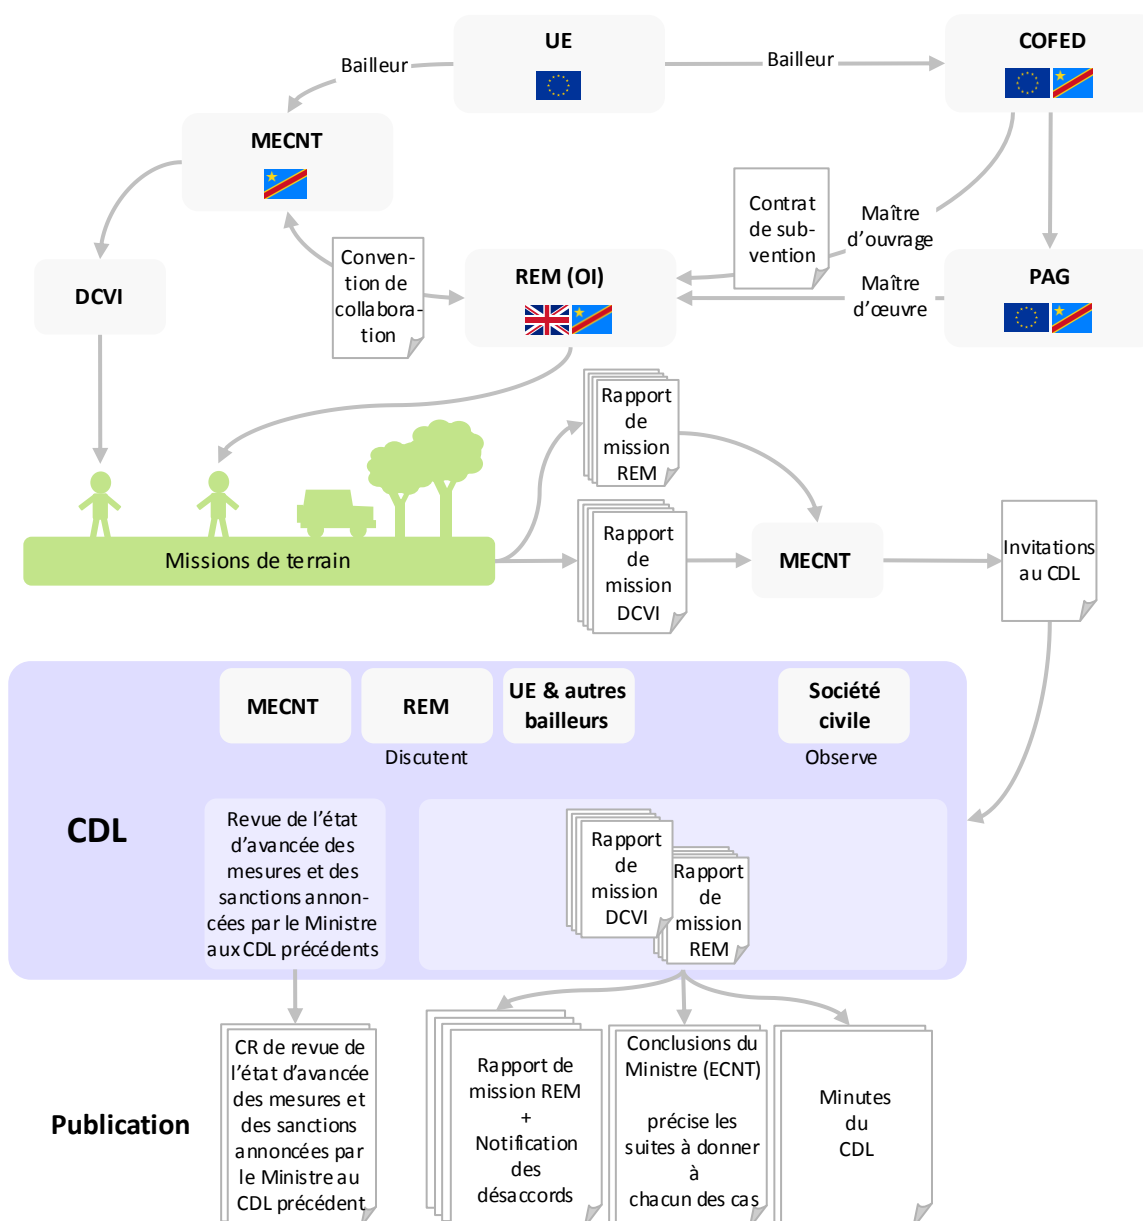 UE
COFED
Bailleur
Bailleur
MECNT
Contrat
de sub-
vention
Maître
d'ouvrage
Conven-
tion de
collabora-
tion
DCVI
REM (OI)
Maître
d'œuvre
PAG
Rapport
de
mission
REM
Missions de terrain
Rapport
de
mission
DCVI
MECNT
Invitations
au CDL
MECNT
REM
UE & autres
bailleurs
Société
civile
Discutent
Observe
CDL
Revue de l'état
d'avancée des
mesures et des
sanctions annon-
cées par le Ministre
aux CDL précédents
Rapport
de
mission
DCVI
Rapport
de
mission
REM
Publication
CR de revue de
l'état d'avancée
des mesures et
des sanctions
annoncées par
le Ministre au
CDL précédent
Rapport de
mission REM
+
Notification
des
désaccords
Conclusions du
Ministre (ECNT)
précise les
suites à donner
à
chacun des cas
Minutes
du
CDL